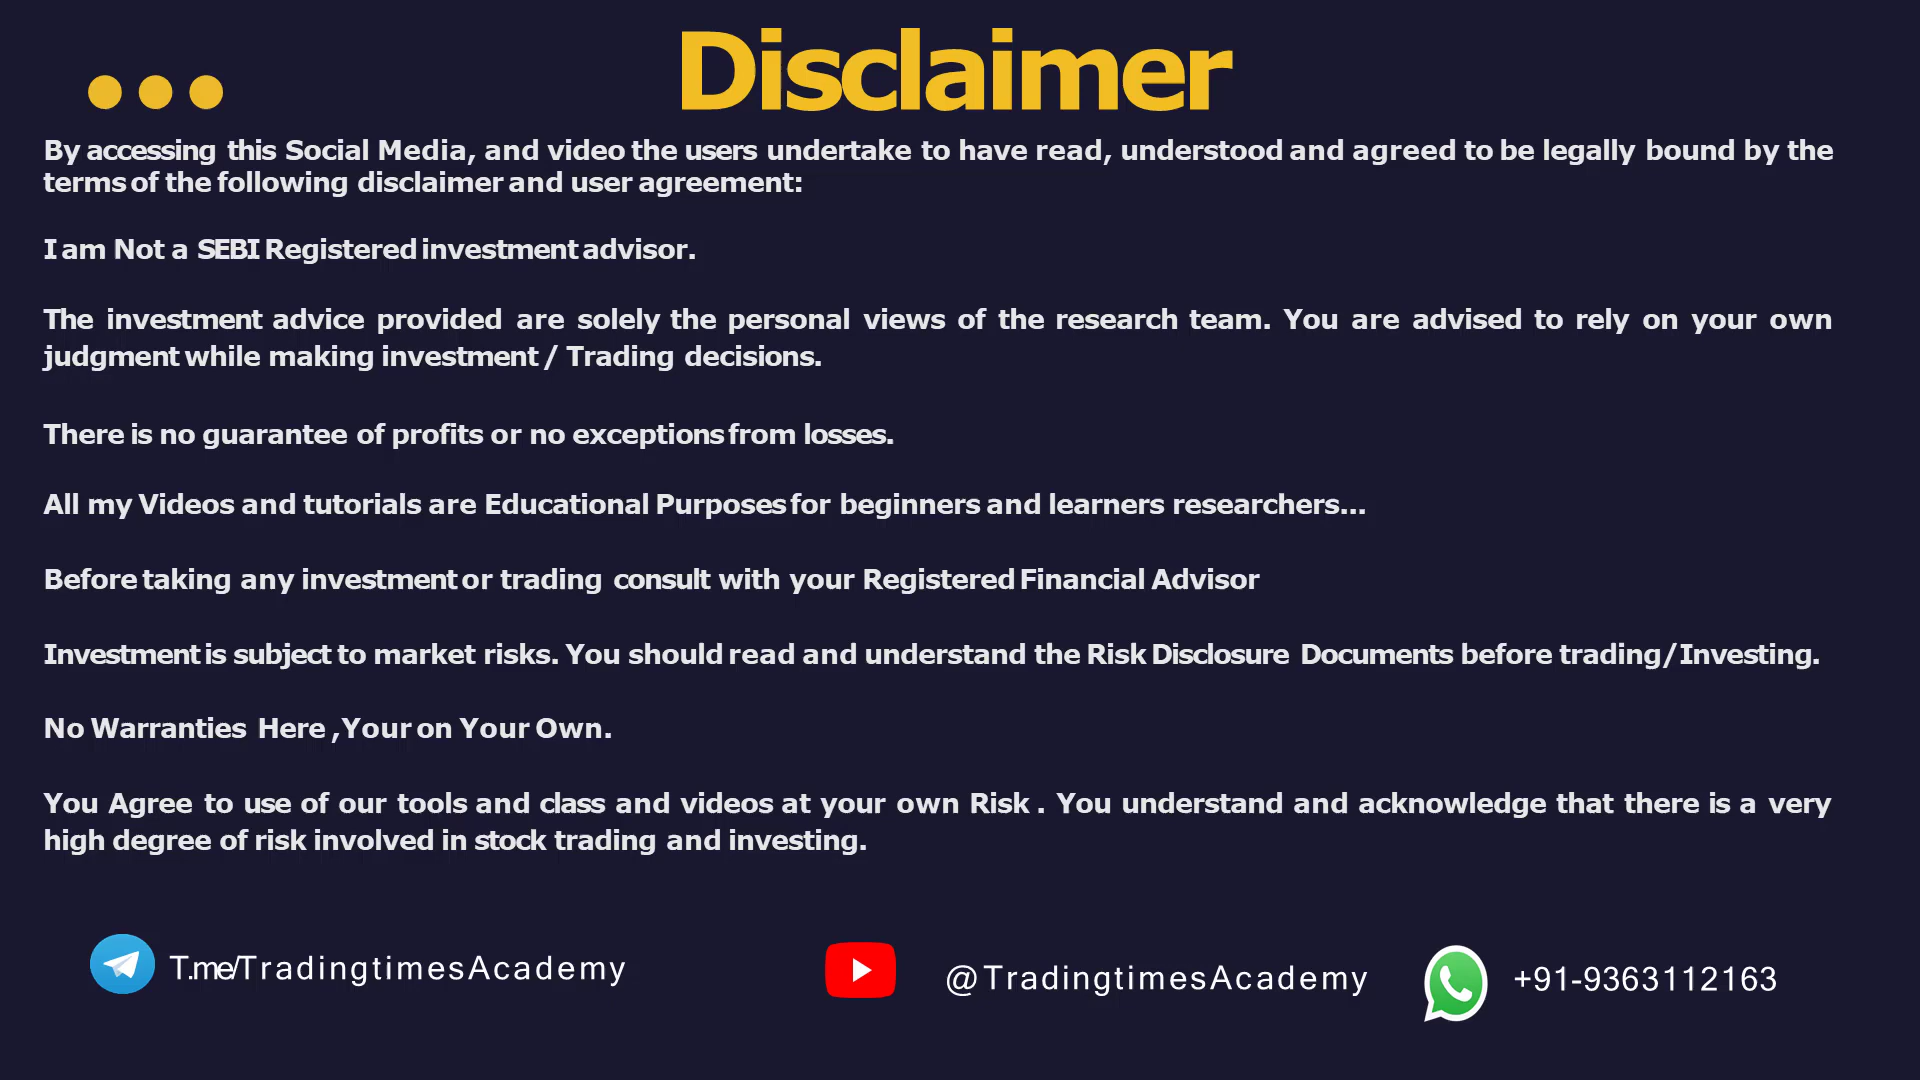 Disclaimer
By accessing this Social Media, and video the users undertake to have read, understood and agreed to be legally bound by the
terms of the following disclaimer and user agreement:
I am Not a SEBI Registered investment advisor.
The investment advice provided are solely the personal views of the research team. You are advised to rely on your own
judgment while making investment / Trading decisions.
There is no guarantee of profits or no exceptions from losses.
All my Videos and tutorials are Educational Purposes for beginners and learners researchers...
Before taking any investment or trading consult with your Registered Financial Advisor
Investment is subject to market risks. You should read and understand the Risk Disclosure Documents before trading/Investing.
No Warranties Here ,Your on Your Own.
You Agree to use of our tools and class and videos at your own Risk . You understand and acknowledge that there is a very
high degree of risk involved in stock trading and investing.
T.me/TradingtimesAcademy
@TradingtimesAcademy
+91-9363112163